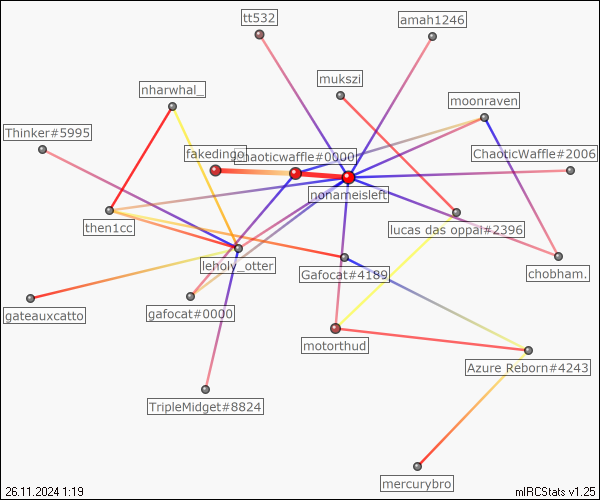 tt532
amah1246
mukszi
nharwhal_
moonraven
Thinker#5995
fakedingo
chaoticwaffle#0000
ChaoticWaffle#2006
nonameisleft
then1cc
lucas das oppai#2396
leholy_otter
Gafocat#4189
chobham.
gateauxcatto
gafocat#0000
motorthud
Azure Reborn#4243
TripleMidget#8824
mercurybro
26.11.2024 1:19
mIRCStats v1.25